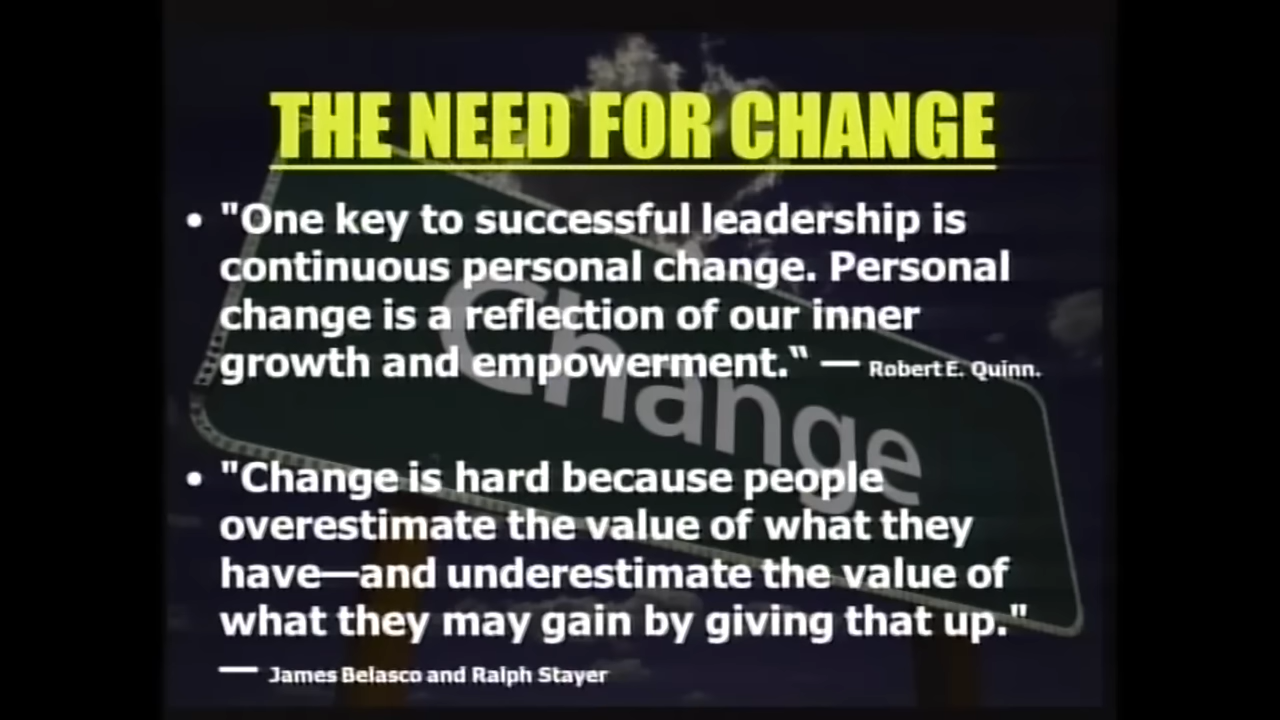 THE NEED FOR CHANGE
• "One key to successful leadership is
continuous personal change. Personal
change is a reflection of our inner
growth and empowerment.‟ — Robert E. Quinn.
Change
• "Change is hard because people
overestimate the value of what they
have—and underestimate the value of
what they may gain by giving that up."
— James Belasco and Ralph Stayer